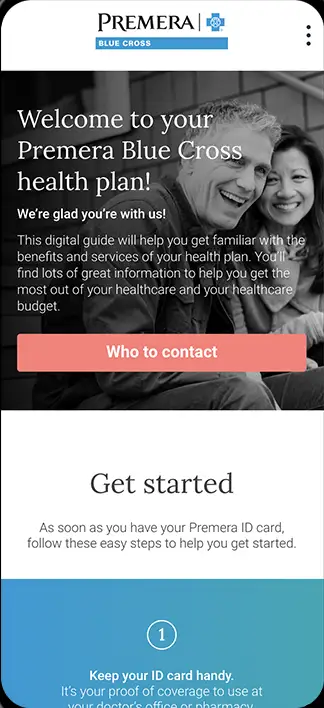 PREMERA
BLUE CROSS
Welcome to your
Premera Blue Cross
health plan!
We're glad you're with us!
This digital guide will help you get familiar with the
benefits and services of your health plan. You'll
find lots of great information to help you get the
most out of your healthcare and your healthcare
budget.
Who to contact
Get started
As soon as you have your Premera ID card,
follow these easy steps to help you get started.
1
Keep your ID card handy.
It's your proof of coverage to use at
your doctor's office or pharmacy.